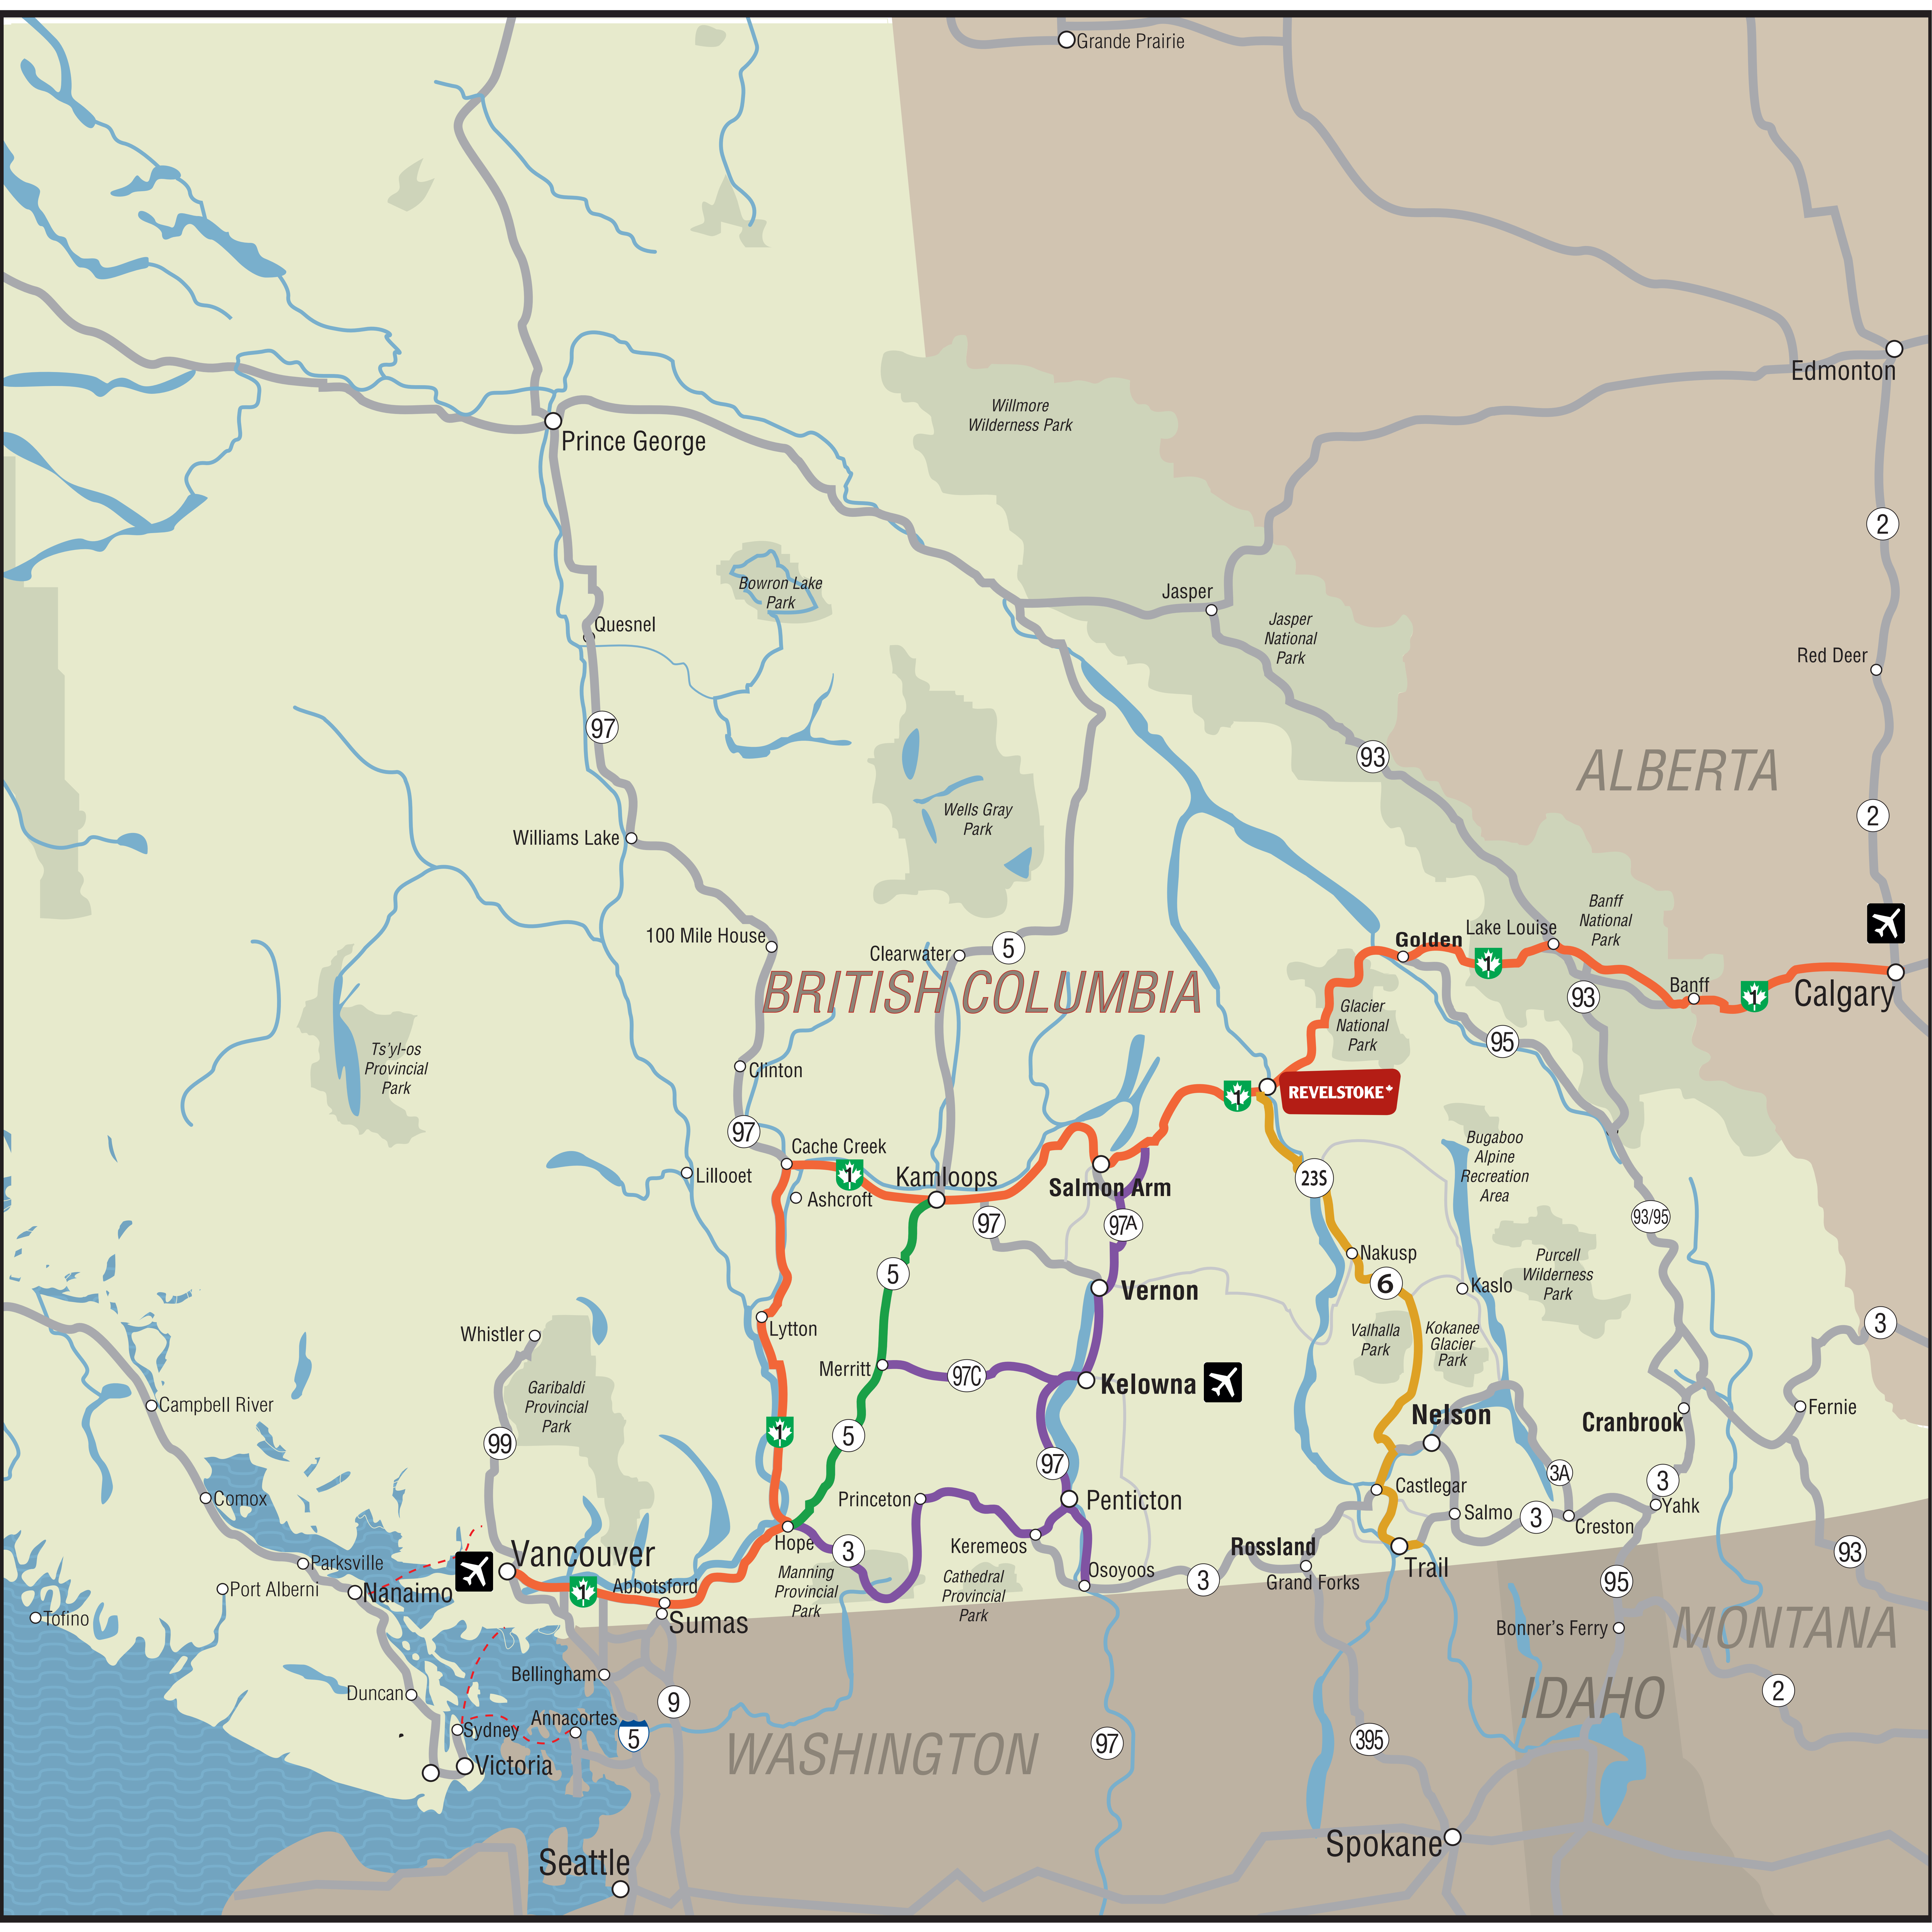 Grande Prairie
Edmonton
Willmore
Wilderness Park
Prince George
2
Bowron Lake
Park
Jasper
Quesnel
Jasper
National
Park
Red Deer
97
93
ALBERTA
Wells Gray
Park
2
Williams Lake
Banff
National
Park
100 Mile House
Clearwater
5
Golden
Lake Louise
1
BRITISH COLUMBIA
93
Banff
1
Calgary
Glacier
National
Park
95
Ts'yl-os
Provincial
Park
Clinton
1
REVELSTOKE
97
Cache Creek
Bugaboo
Alpine
Recreation
Area
Lillooet
1
Kamloops
Salmon Arm
23S
Ashcroft
97
97A
93/95
5
Nakusp
6
Kaslo
Purcell
Wilderness
Park
Vernon
Lytton
Whistler
Valhalla
Park
Kokanee
Glacier
Park
3
Merritt
97C
Kelowna
Garibaldi
Provincial
Park
Campbell River
99
1
5
Nelson
Cranbrook
Fernie
97
3A
3
Comox
Princeton
Penticton
Castlegar
Salmo
3
Creston
Yahk
Hope
3
Keremeos
Rossland
Vancouver
Parksville
Port Alberni
Nanaimo
1
Abbotsford
Manning
Provincial
Park
Cathedral
Provincial
Park
Osoyoos
3
Grand Forks
Trail
93
95
Tofino
Sumas
Bonner's Ferry
MONTANA
Bellingham
Duncan
9
IDAHO
2
Sydney
Annacortes
5
WASHINGTON
97
395
Victoria
Seattle
Spokane